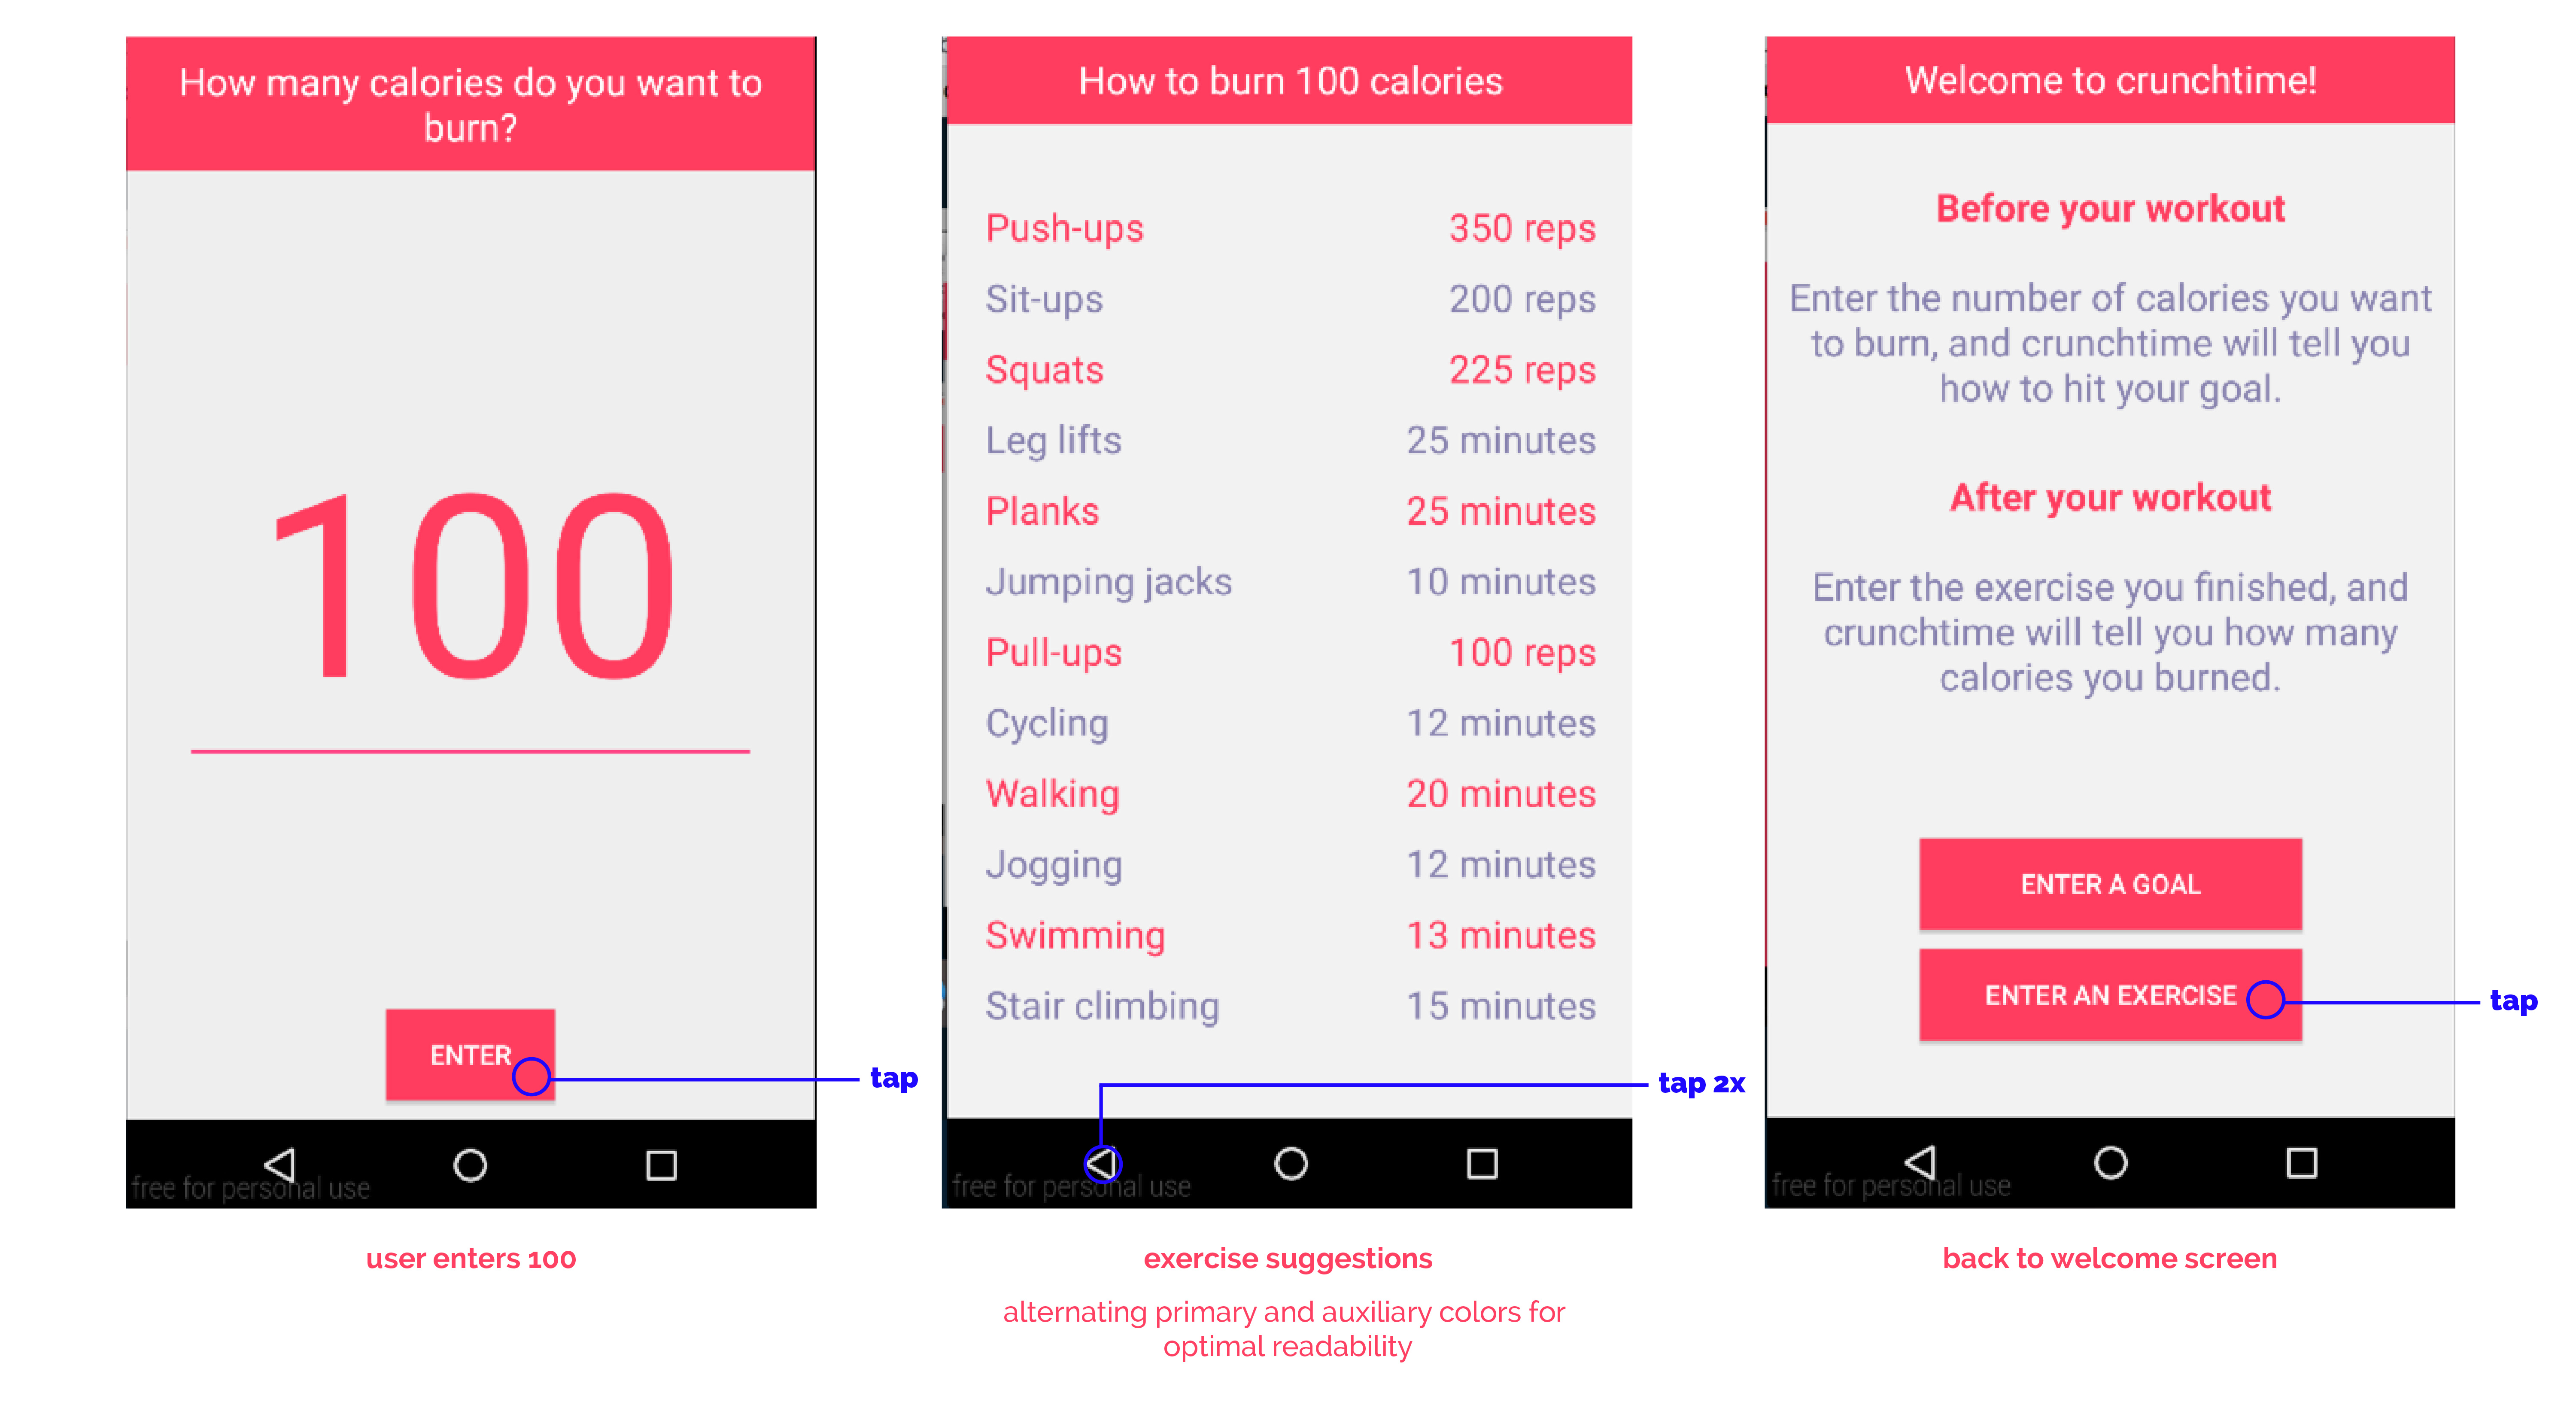 How many calories do you want to
burn?
100
ENTER
tap
free for personal use
user enters 100
How to burn 100 calories
Push-ups 350 reps
Sit-ups 200 reps
Squats 225 reps
Leg lifts 25 minutes
Planks 25 minutes
Jumping jacks 10 minutes
Pull-ups 100 reps
Cycling 12 minutes
Walking 20 minutes
Jogging 12 minutes
Swimming 13 minutes
Stair climbing 15 minutes
tap 2x
free for personal use
exercise suggestions
alternating primary and auxiliary colors for
optimal readability
Welcome to crunchtime!
Before your workout
Enter the number of calories you want
to burn, and crunchtime will tell you
how to hit your goal.
After your workout
Enter the exercise you finished, and
crunchtime will tell you how many
calories you burned.
ENTER A GOAL
ENTER AN EXERCISE
tap
free for personal use
back to welcome screen